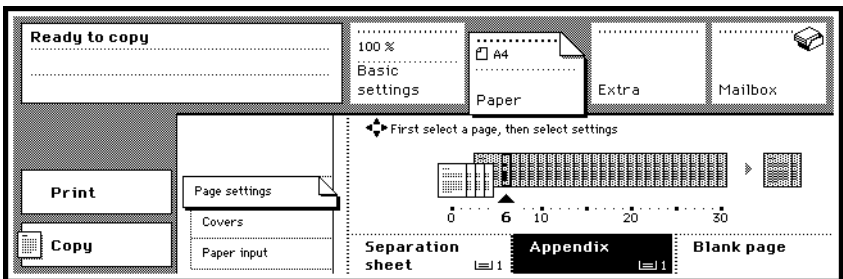 Ready to copy
100 %
Basic
settings
A4
Paper
Extra
Mailbox
First select a page, then select settings
Print
Page settings
Covers
Copy
Paper input
0 6 10 20 30
Separation
sheet 1
Appendix
1
Blank page